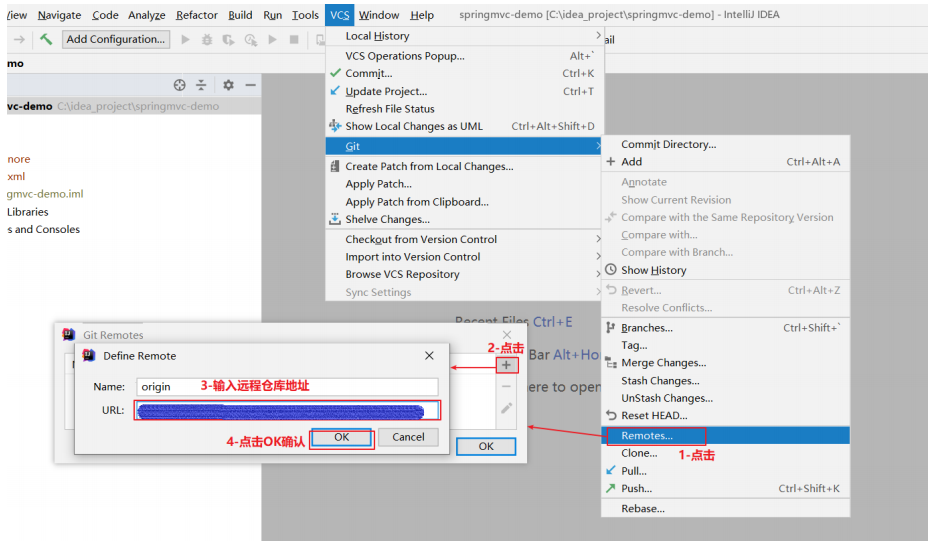 View Navigate Code Analyze Refactor Build Run Tools VCS Window Help springmvc-demo [C:\idea_project\springmvc-demo] - IntelliJ IDEA
Add Configuration...
ail
mo
vc-demo C:\idea_project\springmvc-demo
nore
xml
gmvc-demo.iml
Libraries
s and Consoles
Local History
VCS Operations Popup... Alt+`
Commit... Ctrl+K
Update Project... Ctrl+T
Refresh File Status
Show Local Changes as UML Ctrl+Alt+Shift+D
Git
Create Patch from Local Changes...
Apply Patch...
Apply Patch from Clipboard...
Shelve Changes...
Checkout from Version Control
Import into Version Control
Browse VCS Repository
Sync Settings
Commit Directory...
Add Ctrl+Alt+A
Annotate
Show Current Revision
Compare with the Same Repository Version
Compare with...
Compare with Branch...
Show History
Revert... Ctrl+Alt+Z
Resolve Conflicts...
Branches... Ctrl+Shift+`
Tag...
Merge Changes...
Stash Changes...
UnStash Changes...
Reset HEAD...
Remotes...
1-点击
Clone...
Pull...
Push... Ctrl+Shift+K
Rebase...
Recent Files Ctrl+E
Bar Alt+Ho
ere to open
Git Remotes
2-点击
Define Remote
Name: origin 3-输入远程仓库地址
URL:
4-点击OK确认 OK Cancel
OK